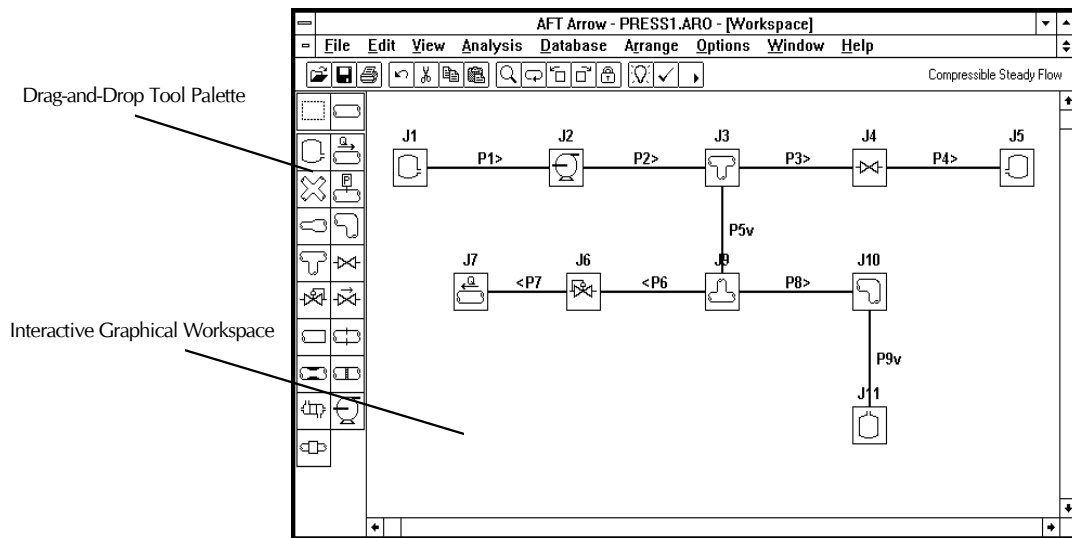 AFT Arrow - PRESS1.ARO - [Workspace]
File Edit View Analysis Database Arrange Options Window Help
Compressible Steady Flow
Drag-and-Drop Tool Palette
Q
P
J1 J2 J3 J4 J5
P1> P2> P3> P4>
P5v
J7 J6 J9 J10
Q
<P7 <P6 P8>
Interactive Graphical Workspace
P9v
J11